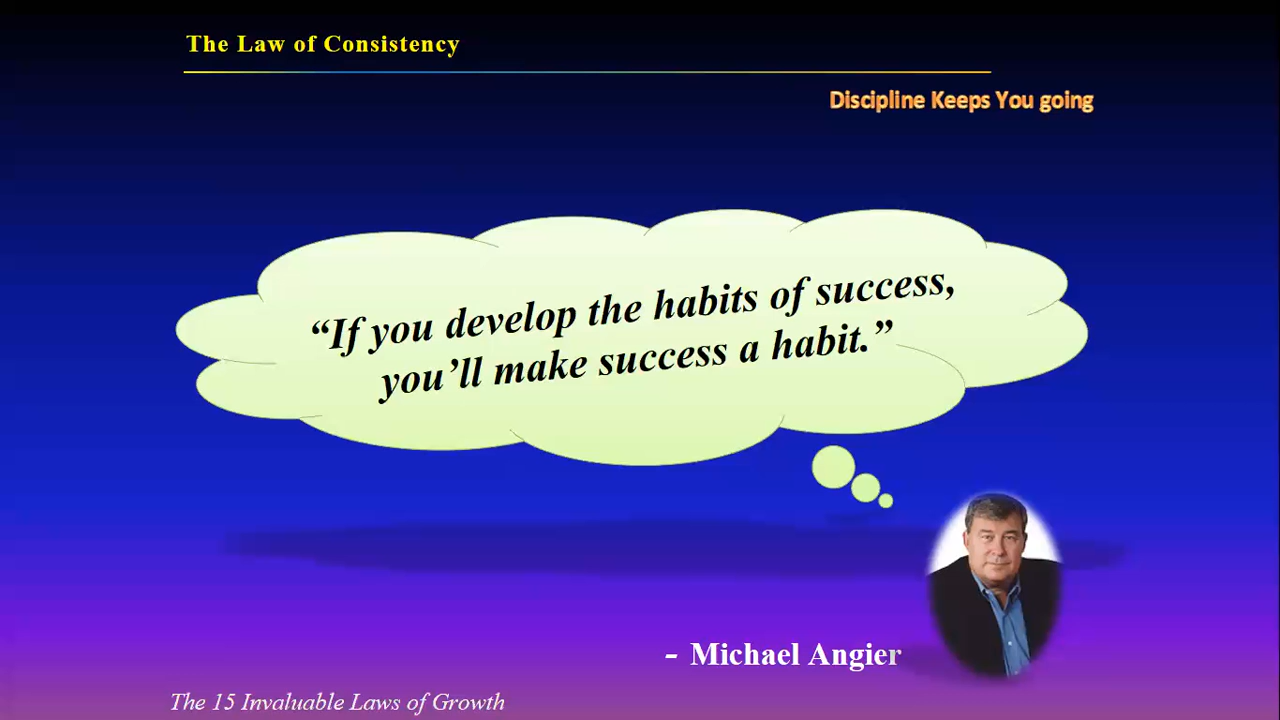 The Law of Consistency
Discipline Keeps You going
“If you develop the habits of success,
you’ll make success a habit.”
- Michael Angier
The 15 Invaluable Laws of Growth